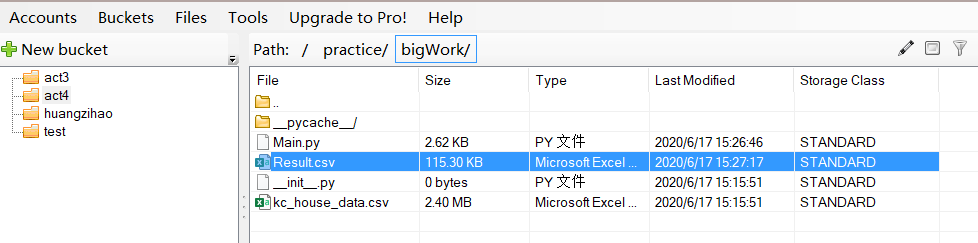 Accounts Buckets Files Tools Upgrade to Pro! Help
New bucket
act3
act4
huangzihao
test
Path: / practice/ bigWork/
File Size Type Last Modified Storage Class
..
__pycache__/
Main.py 2.62 KB PY 文件 2020/6/17 15:26:46 STANDARD
Result.csv 115.30 KB Microsoft Excel ... 2020/6/17 15:27:17 STANDARD
__init__.py 0 bytes PY 文件 2020/6/17 15:15:51 STANDARD
kc_house_data.csv 2.40 MB Microsoft Excel ... 2020/6/17 15:15:51 STANDARD